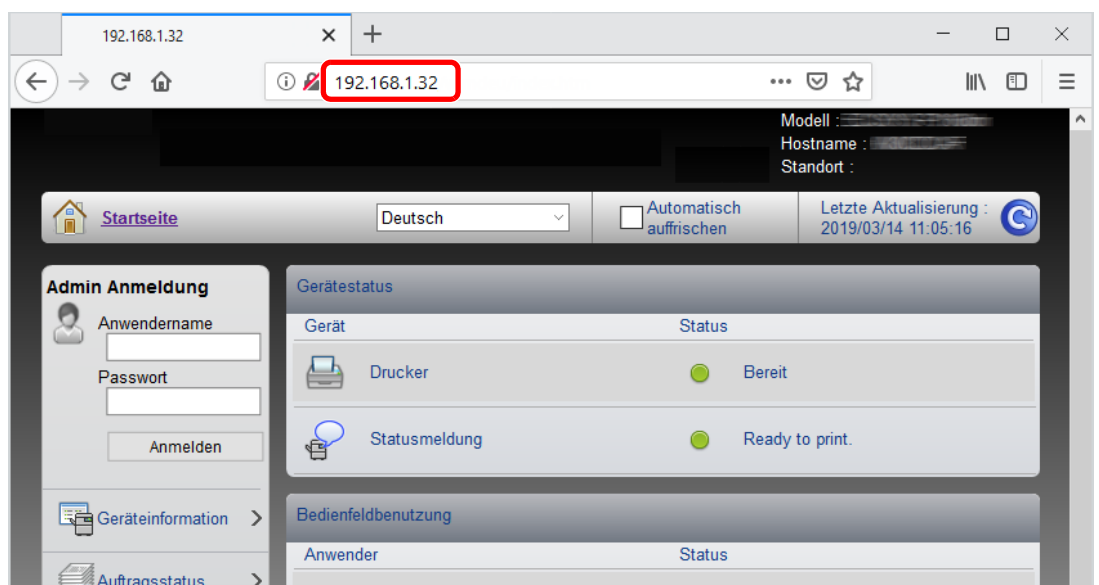 192.168.1.32
192.168.1.32
Modell :
Hostname :
Standort :
Startseite
Deutsch
Automatisch
auffrischen
Letzte Aktualisierung :
2019/03/14 11:05:16
Admin Anmeldung
Anwendername
Passwort
Anmelden
Geräteinformation
Auftragsstatus
Gerätestatus
Gerät Status
Drucker Bereit
Statusmeldung Ready to print.
Bedienfeldbenutzung
Anwender Status